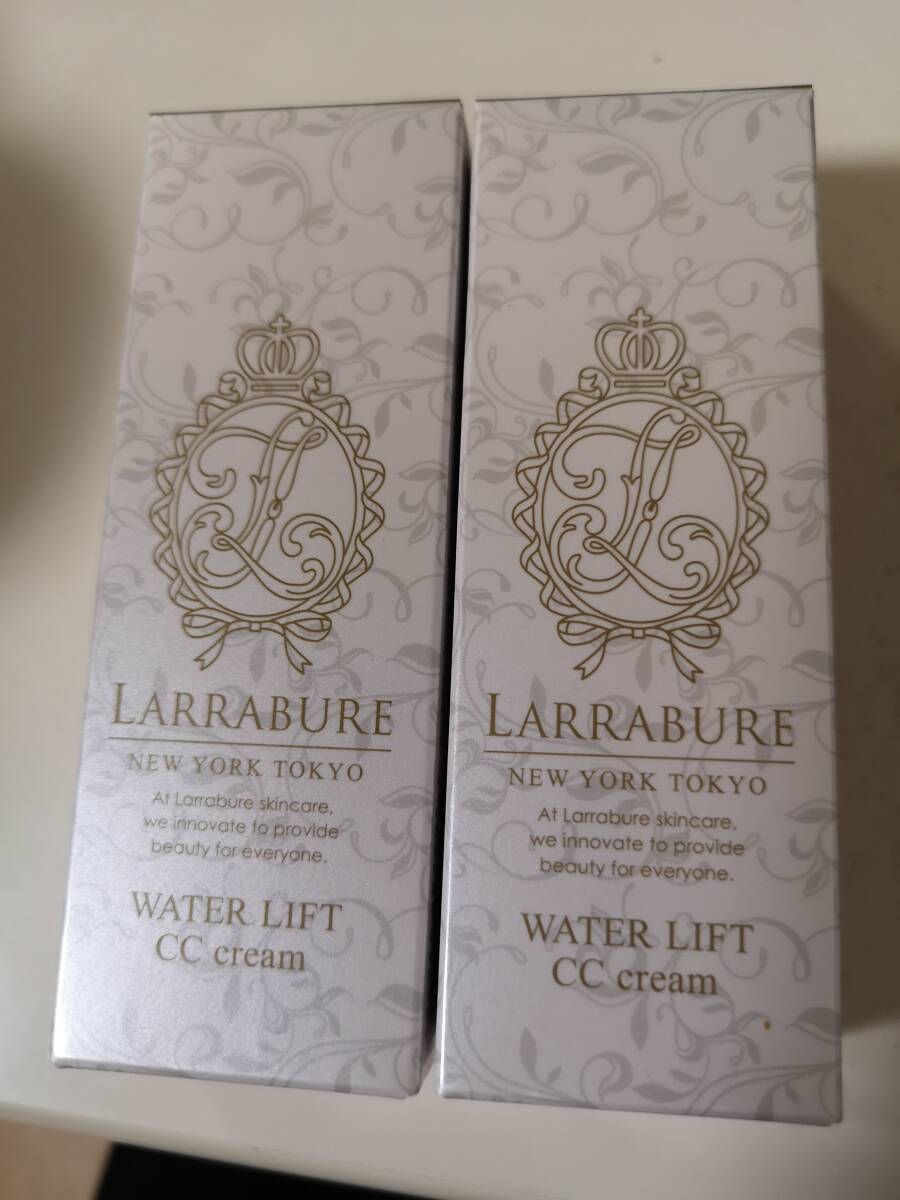 LARRABURE
NEW YORK TOKYO
At Larrabure skincare,
we innovate to provide
beauty for everyone.
WATER LIFT
CC cream
LARRABURE
NEW YORK TOKYO
At Larrabure skincare,
we innovate to provide
beauty for everyone.
WATER LIFT
CC cream